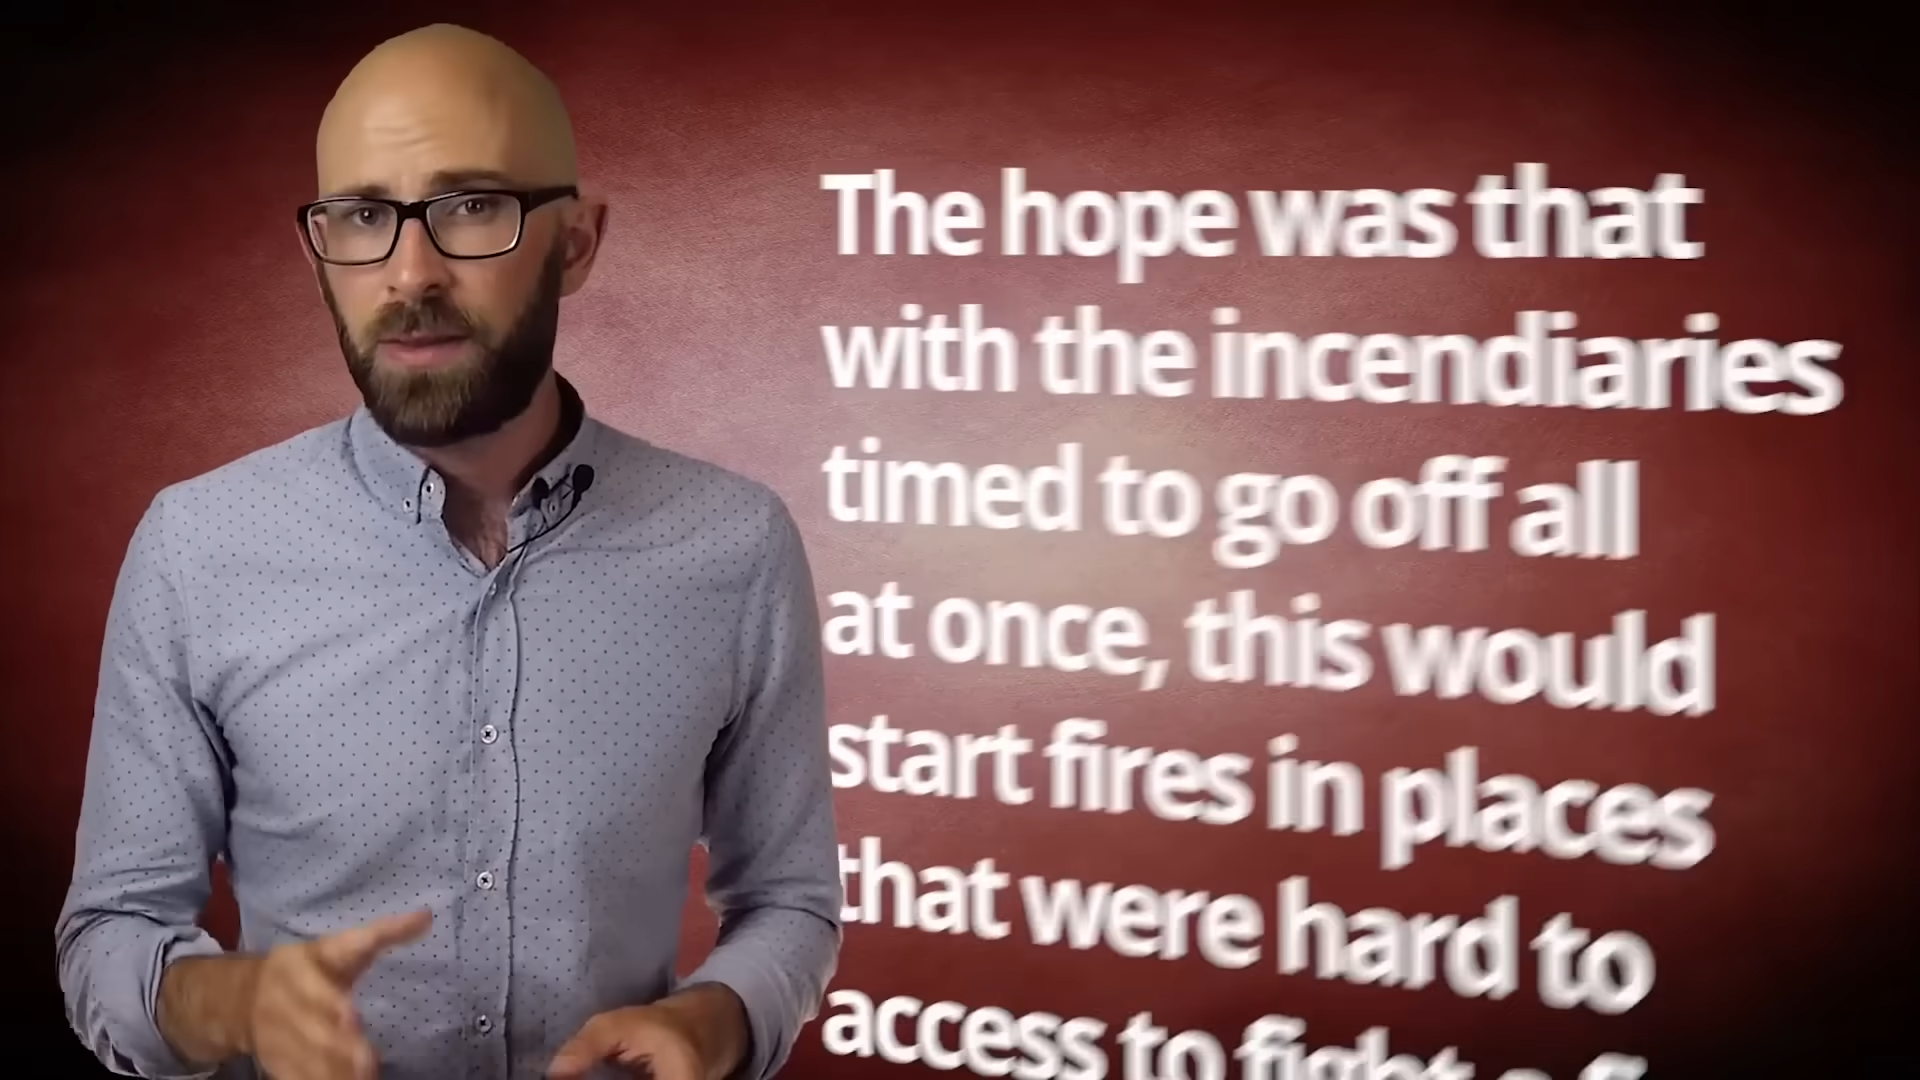 The hope was that
with the incendiaries
timed to go off all
at once, this would
start fires in places
that were hard to
access to fight a